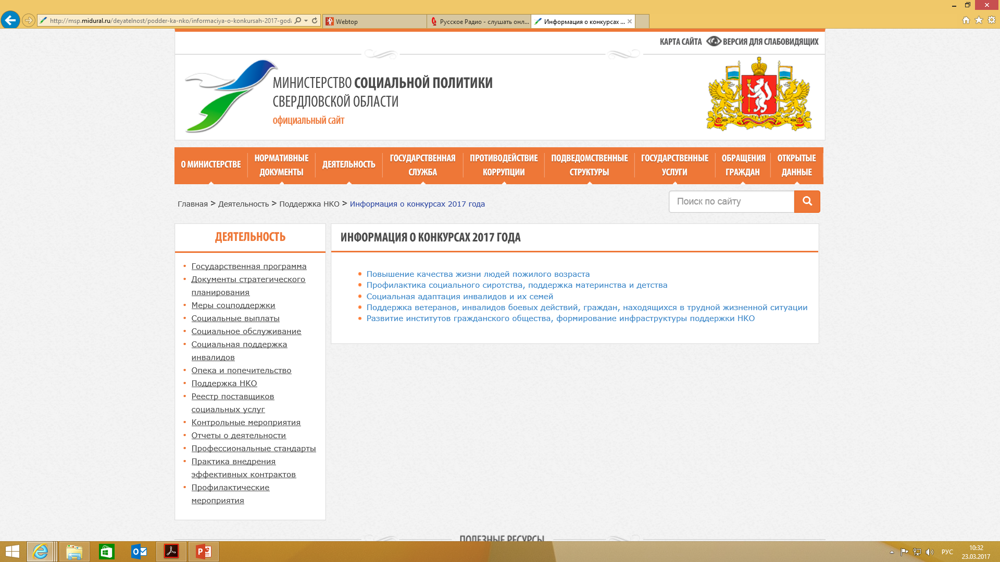 http://msp.midural.ru/deyatelnost/podder-ka-nko/informaciya-o-konkursah-2017-goda
Webtop
Русское Радио - слушать онл...
Информация о конкурсах ...
КАРТА САЙТА
ВЕРСИЯ ДЛЯ СЛАБОВИДЯЩИХ
МИНИСТЕРСТВО СОЦИАЛЬНОЙ ПОЛИТИКИ
СВЕРДЛОВСКОЙ ОБЛАСТИ
официальный сайт
О МИНИСТЕРСТВЕ
НОРМАТИВНЫЕ
ДОКУМЕНТЫ
ДЕЯТЕЛЬНОСТЬ
ГОСУДАРСТВЕННАЯ
СЛУЖБА
ПРОТИВОДЕЙСТВИЕ
КОРРУПЦИИ
ПОДВЕДОМСТВЕННЫЕ
СТРУКТУРЫ
ГОСУДАРСТВЕННЫЕ
УСЛУГИ
ОБРАЩЕНИЯ
ГРАЖДАН
ОТКРЫТЫЕ
ДАННЫЕ
Главная > Деятельность > Поддержка НКО > Информация о конкурсах 2017 года
Поиск по сайту
ДЕЯТЕЛЬНОСТЬ
Государственная программа
Документы стратегического
планирования
Меры соцподдержки
Социальные выплаты
Социальное обслуживание
Социальная поддержка
инвалидов
Опека и попечительство
Поддержка НКО
Реестр поставщиков
социальных услуг
Контрольные мероприятия
Отчеты о деятельности
Профессиональные стандарты
Практика внедрения
эффективных контрактов
Профилактические
мероприятия
ИНФОРМАЦИЯ О КОНКУРСАХ 2017 ГОДА
Повышение качества жизни людей пожилого возраста
Профилактика социального сиротства, поддержка материнства и детства
Социальная адаптация инвалидов и их семей
Поддержка ветеранов, инвалидов боевых действий, граждан, находящихся в трудной жизненной ситуации
Развитие институтов гражданского общества, формирование инфраструктуры поддержки НКО
ПОЛЕЗНЫЕ РЕСУРСЫ
РУС
10:32
23.03.2017